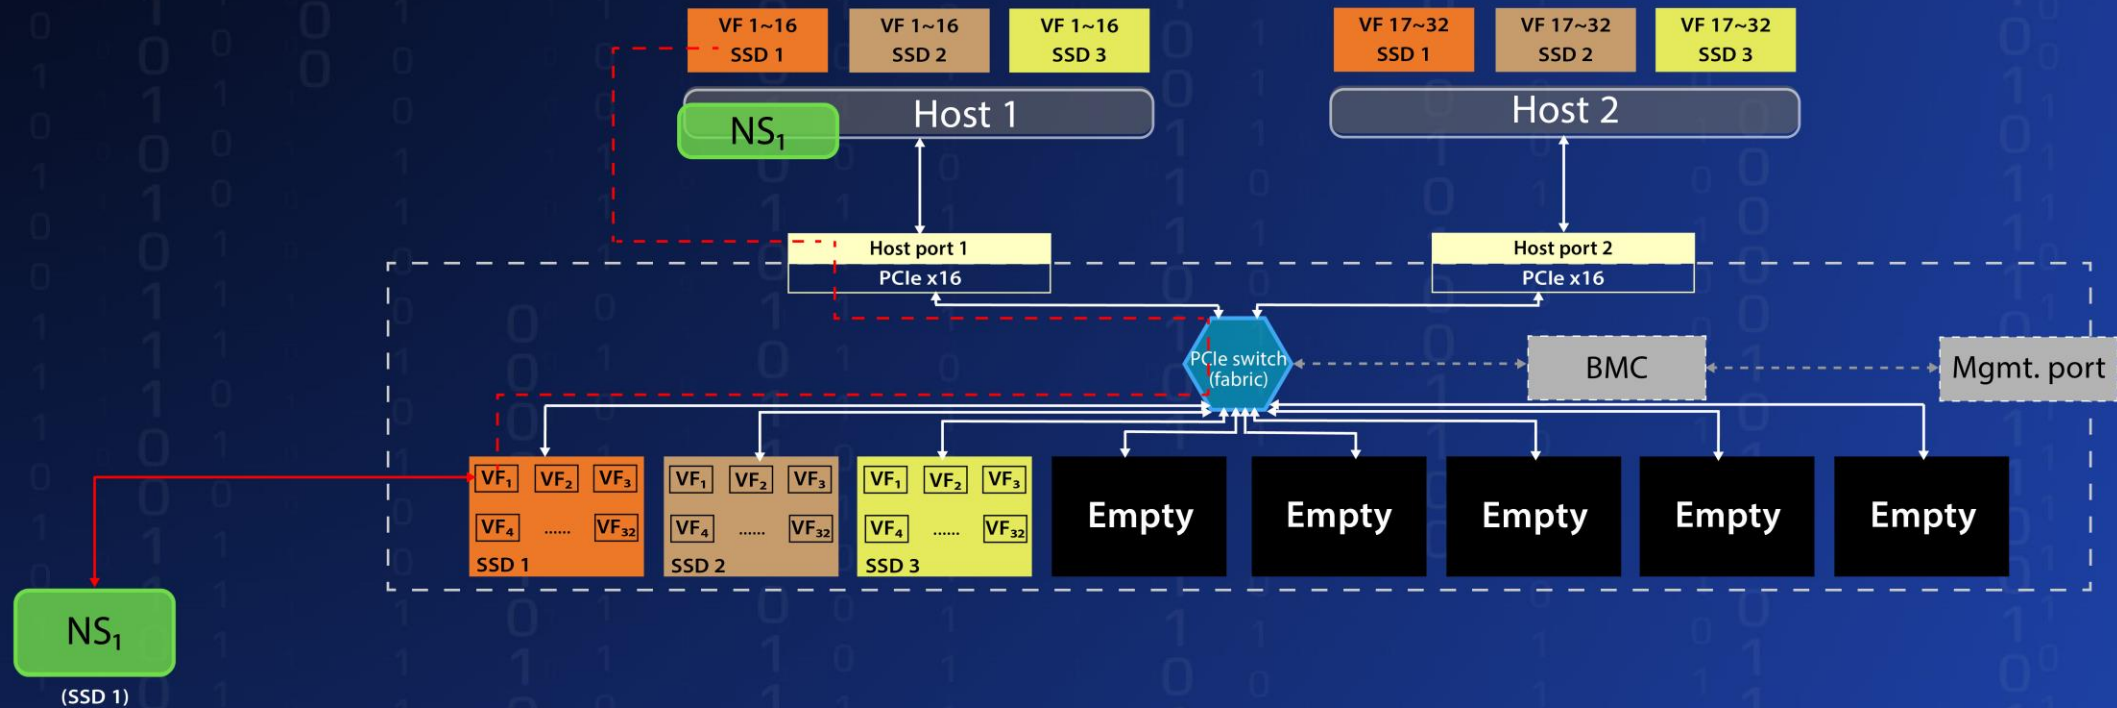 VF 1~16
SSD 1
VF 1~16
SSD 2
VF 1~16
SSD 3
VF 17~32
SSD 1
VF 17~32
SSD 2
VF 17~32
SSD 3
NS₁
Host 1
Host 2
Host port 1
PCIe x16
Host port 2
PCIe x16
PCIe switch
(fabric)
BMC
Mgmt. port
VF₁ VF₂ VF₃
VF₄ ...... VF₃₂
SSD 1
VF₁ VF₂ VF₃
VF₄ ...... VF₃₂
SSD 2
VF₁ VF₂ VF₃
VF₄ ...... VF₃₂
SSD 3
Empty
Empty
Empty
Empty
Empty
NS₁
(SSD 1)